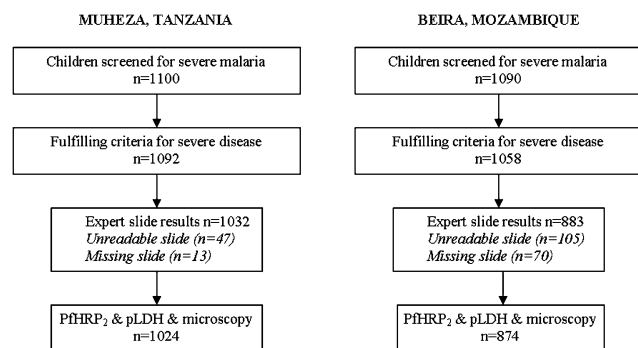 MUHEZA, TANZANIA
Children screened for severe malaria
n=1100
Fulfilling criteria for severe disease
n=1092
Expert slide results n=1032
Unreadable slide (n=47)
Missing slide (n=13)
PfHRP₂ & pLDH & microscopy
n=1024
BEIRA, MOZAMBIQUE
Children screened for severe malaria
n=1090
Fulfilling criteria for severe disease
n=1058
Expert slide results n=883
Unreadable slide (n=105)
Missing slide (n=70)
PfHRP₂ & pLDH & microscopy
n=874